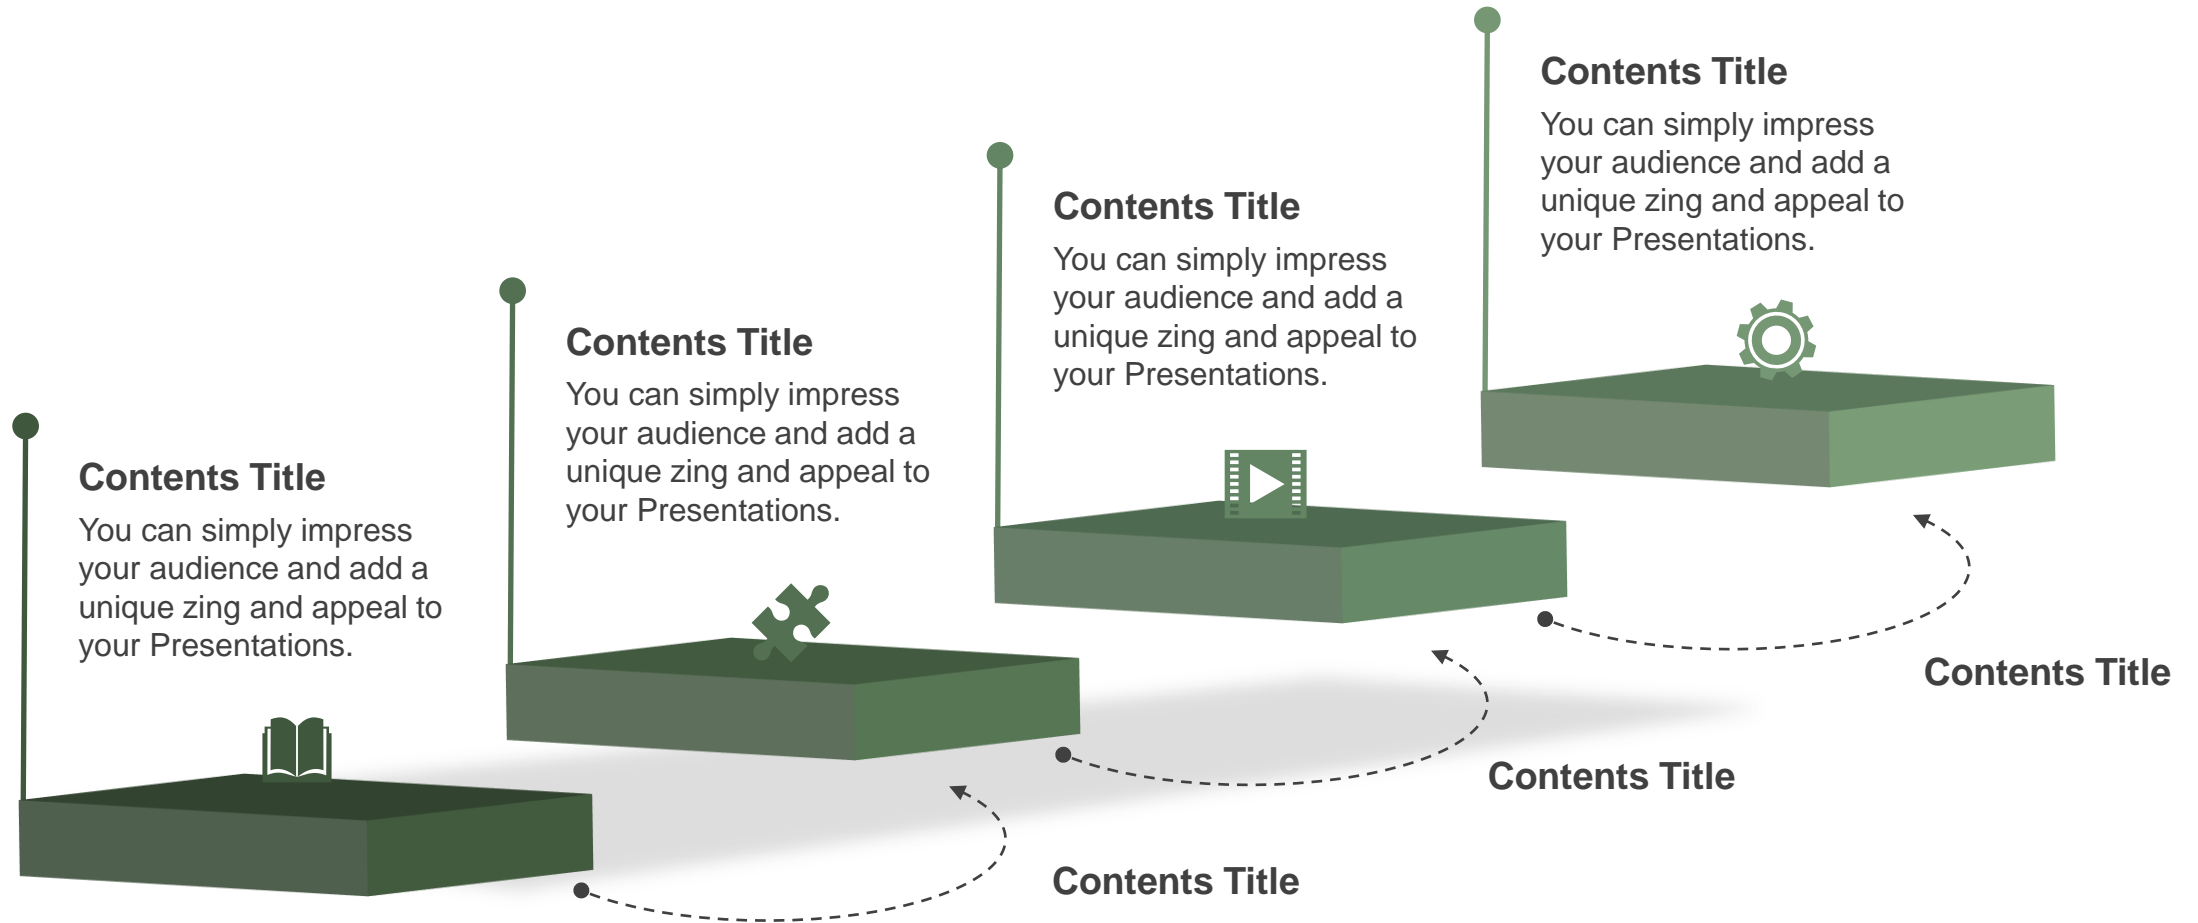 Contents Title
You can simply impress
your audience and add a
unique zing and appeal to
your Presentations.
Contents Title
You can simply impress
your audience and add a
unique zing and appeal to
your Presentations.
Contents Title
You can simply impress
your audience and add a
unique zing and appeal to
your Presentations.
Contents Title
You can simply impress
your audience and add a
unique zing and appeal to
your Presentations.
Contents Title
Contents Title
Contents Title